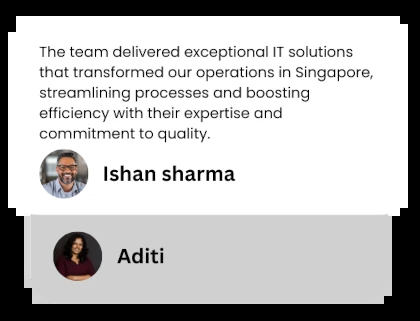 The team delivered exceptional IT solutions
that transformed our operations in Singapore,
streamlining processes and boosting
efficiency with their expertise and
commitment to quality.
Ishan sharma
Aditi